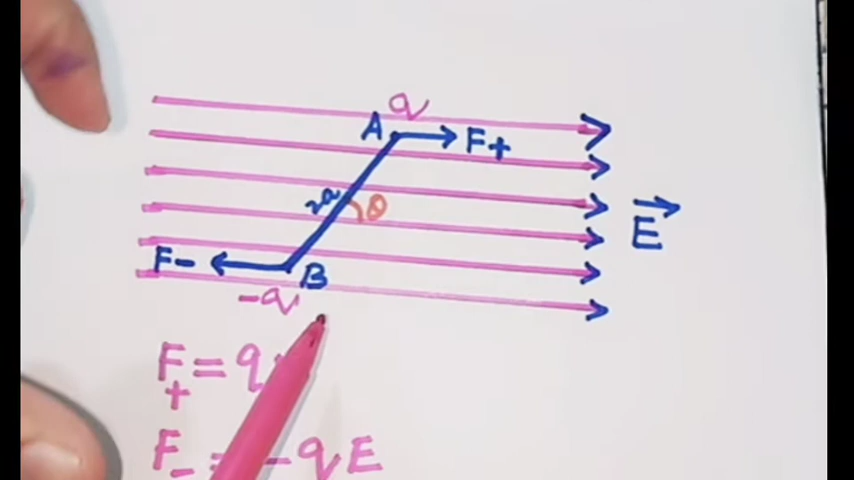 q
A F+
2a θ
E
F- B
-q
F+ = q
F- = -qE